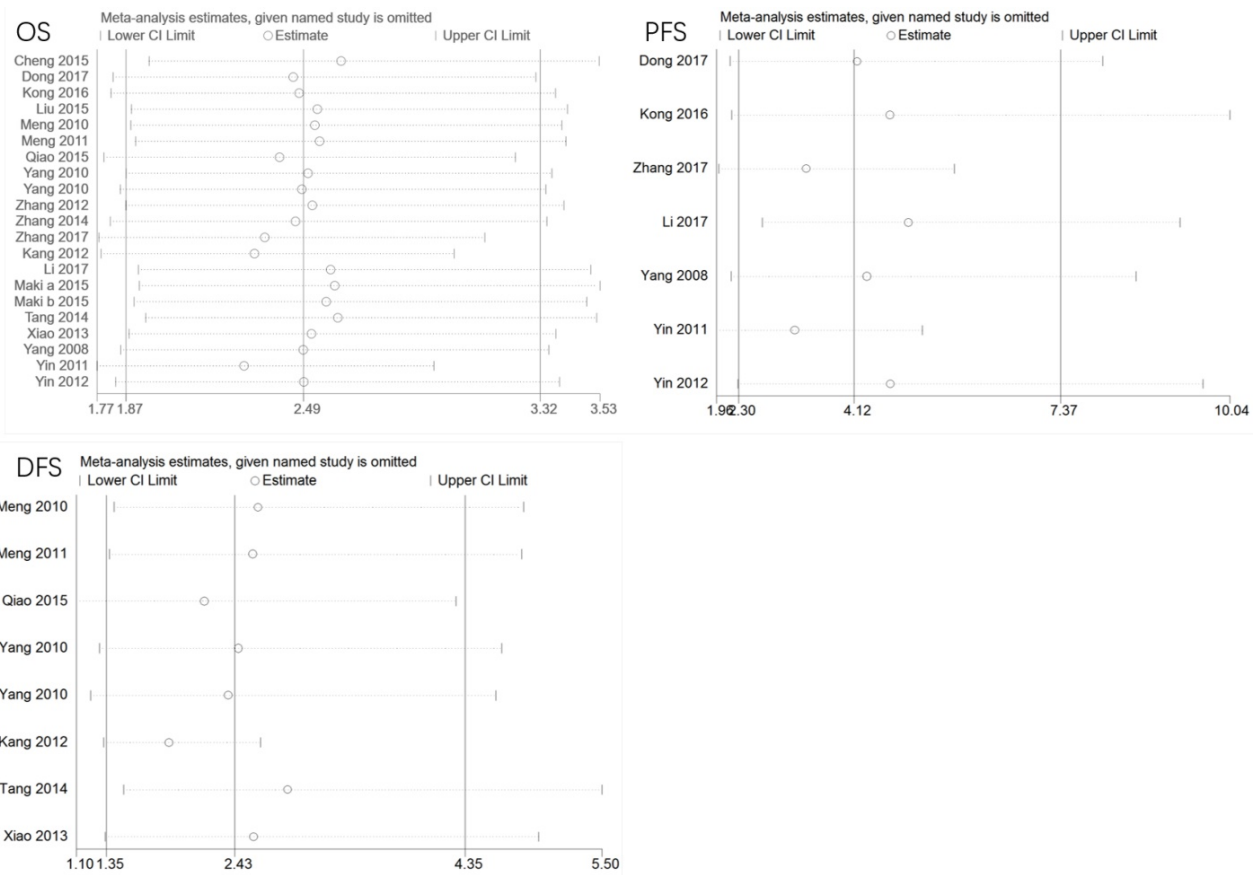 OS
Meta-analysis estimates, given named study is omitted
Lower CI Limit Estimate Upper CI Limit
Cheng 2015
Dong 2017
Kong 2016
Liu 2015
Meng 2010
Meng 2011
Qiao 2015
Yang 2010
Yang 2010
Zhang 2012
Zhang 2014
Zhang 2017
Kang 2012
Li 2017
Maki a 2015
Maki b 2015
Tang 2014
Xiao 2013
Yang 2008
Yin 2011
Yin 2012
1.77 1.87 2.49 3.32 3.53
PFS
Meta-analysis estimates, given named study is omitted
Lower CI Limit Estimate Upper CI Limit
Dong 2017
Kong 2016
Zhang 2017
Li 2017
Yang 2008
Yin 2011
Yin 2012
1.96 2.30 4.12 7.37 10.04
DFS
Meta-analysis estimates, given named study is omitted
Lower CI Limit Estimate Upper CI Limit
Meng 2010
Meng 2011
Qiao 2015
Yang 2010
Yang 2010
Kang 2012
Tang 2014
Xiao 2013
1.10 1.35 2.43 4.35 5.50